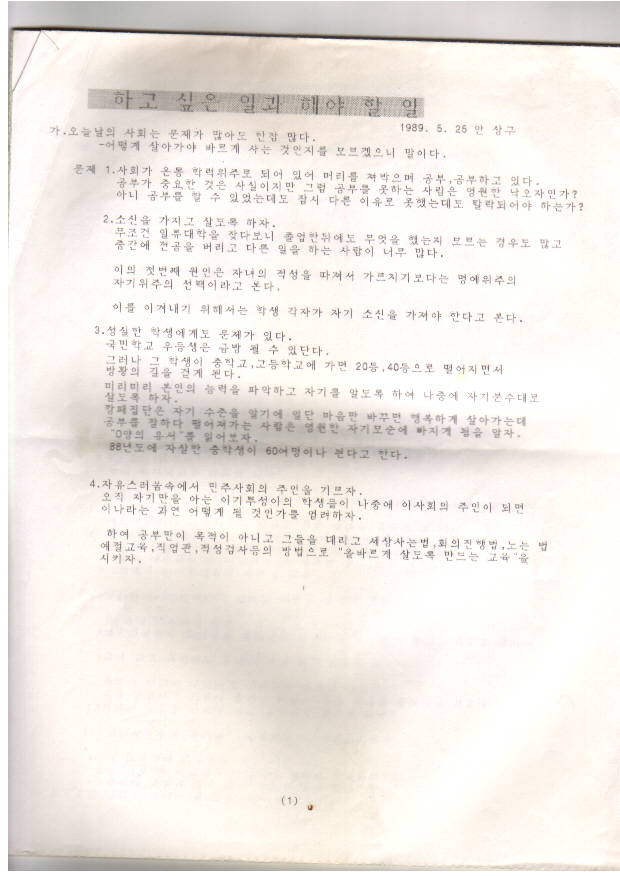 하고 싶은 일과 해야 할 일
1989. 5. 25 안 상구
가.오늘날의 사회는 문제가 많아도 한참 많다.
-어떻게 살아가야 바르게 사는 것인지를 모르겠으니 말이다.
문제 1.사회가 온통 학력위주로 되어 있어 머리를 쳐박으며 공부,공부하고 있다.
공부가 중요한 것은 사실이지만 그럼 공부를 못하는 사람은 영원한 낙오자인가?
아니 공부를 할 수 있었는데도 잠시 다른 이유로 못했는데도 탈락되어야 하는가?
2.소신을 가지고 살도록 하자.
무조건 일류대학을 찾다보니 졸업한뒤에도 무엇을 했는지 모르는 경우도 많고
중간에 전공을 버리고 다른 일을 하는 사람이 너무 많다.
이의 첫번째 원인은 자녀의 적성을 따져서 가르치기보다는 명예위주의
자기위주의 선택이라고 본다.
이를 이겨내기 위해서는 학생 각자가 자기 소신을 가져야 한다고 본다.
3.성실한 학생에게도 문제가 있다.
국민학교 우등생은 금방 될 수 있단다.
그러나 그 학생이 중학교,고등학교에 가면 20등,40등으로 떨어지면서
방황의 길을 걷게 된다.
미리미리 본인의 능력을 파악하고 자기를 알도록 하여 나중에 자기분수대로
살도록 하자.
깡패집단은 자기 수준을 알기에 일단 마음만 바꾸면 행복하게 살아가는데
공부를 잘하다 떨어져가는 사람은 영원한 자기모순에 빠지게 됨을 알자.
"O양의 유서"를 읽어보자.
88년도에 자살한 중학생이 60여명이나 된다고 한다.
4.자유스러움속에서 민주사회의 주인을 기르자.
오직 자기만을 아는 이기투성이의 학생들이 나중에 이사회의 주인이 되면
이나라는 과연 어떻게 될 것인가를 염려하자.
하여 공부만이 목적이 아니고 그들을 데리고 세상사는법,회의진행법,노는 법
예절교육,직업관,적성검사등의 방법으로 "올바르게 살도록 만드는 교육"을
시키자.
(1)